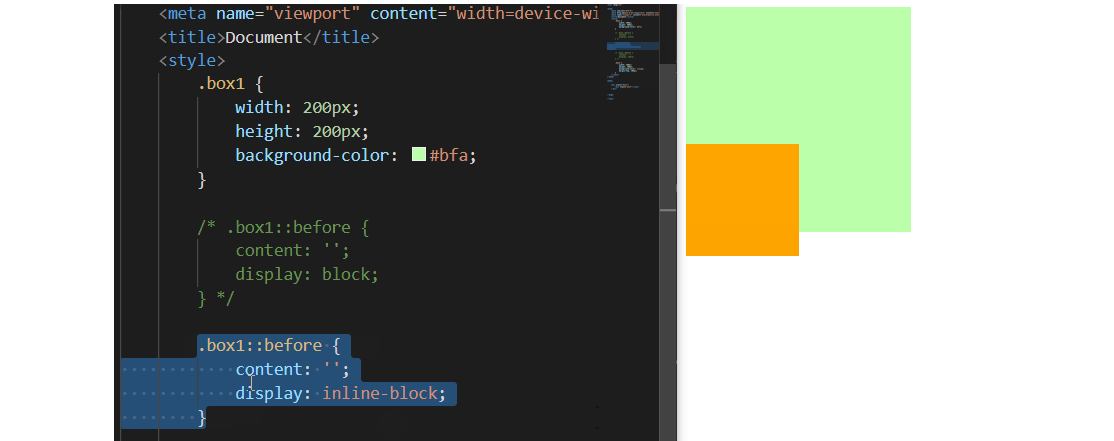 <meta name="viewport" content="width=device-wi
<title>Document</title>
<style>
.box1 {
width: 200px;
height: 200px;
background-color: #bfa;
}
/* .box1::before {
content: '';
display: block;
} */
.box1::before {
content: '';
display: inline-block;
}